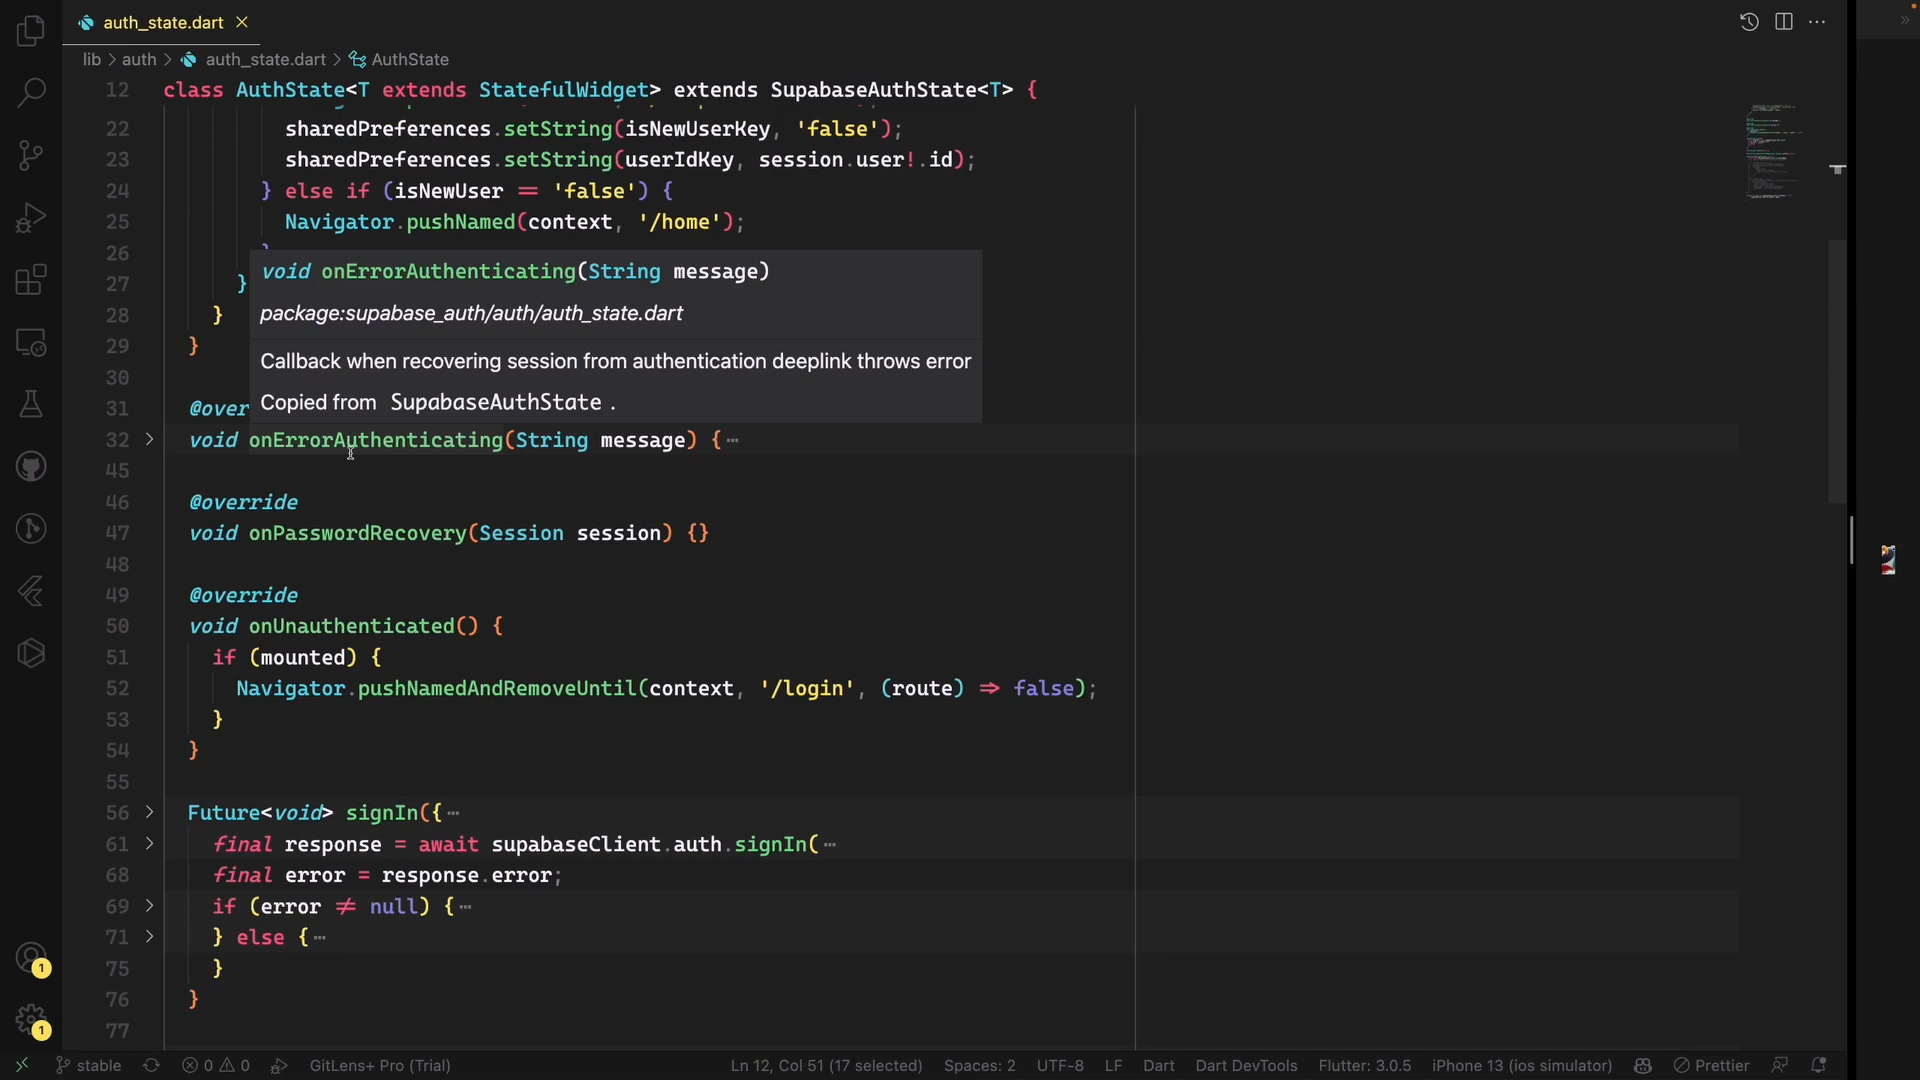 auth_state.dart
lib > auth > auth_state.dart > AuthState
12 class AuthState<T extends StatefulWidget> extends SupabaseAuthState<T> {
22 sharedPreferences.setString(isNewUserKey, 'false');
23 sharedPreferences.setString(userIdKey, session.user!.id);
24 } else if (isNewUser == 'false') {
25 Navigator.pushNamed(context, '/home');
26
void onErrorAuthenticating(String message)
27 }
package:supabase_auth/auth/auth_state.dart
28 }
29 }
Callback when recovering session from authentication deeplink throws error
30
Copied from SupabaseAuthState .
31 @over
32 void onErrorAuthenticating(String message) { ⋯
45
46 @override
47 void onPasswordRecovery(Session session) {}
48
49 @override
50 void onUnauthenticated() {
51 if (mounted) {
52 Navigator.pushNamedAndRemoveUntil(context, '/login', (route) => false);
53 }
54 }
55
56 Future<void> signIn({ ⋯
61 final response = await supabaseClient.auth.signIn( ⋯
68 final error = response.error;
69 if (error != null) { ⋯
71 } else { ⋯
75 }
76 }
77
1
1
stable 0 0 GitLens+ Pro (Trial) Ln 12, Col 51 (17 selected) Spaces: 2 UTF-8 LF Dart Dart DevTools Flutter: 3.0.5 iPhone 13 (ios simulator) Prettier